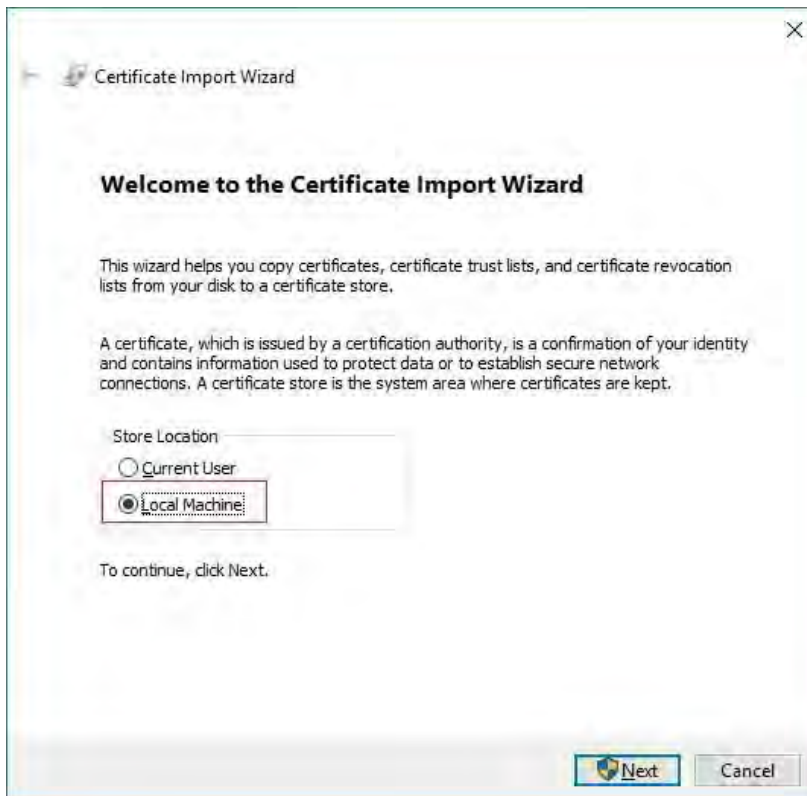 Certificate Import Wizard
Welcome to the Certificate Import Wizard
This wizard helps you copy certificates, certificate trust lists, and certificate revocation
lists from your disk to a certificate store.
A certificate, which is issued by a certification authority, is a confirmation of your identity
and contains information used to protect data or to establish secure network
connections. A certificate store is the system area where certificates are kept.
Store Location
Current User
Local Machine
To continue, click Next.
Next Cancel